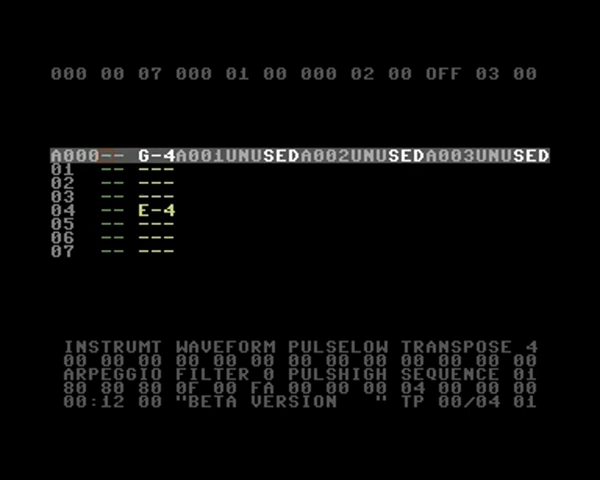 000 00 07 000 01 00 000 02 00 OFF 03 00
A000-- G-4A001UNUSEDA002UNUSEDA003UNUSED
01 -- ---
02 -- ---
03 -- ---
04 -- E-4
05 -- ---
06 -- ---
07 -- ---
INSTRUMT WAVEFORM PULSELOW TRANSPOSE 4
00 00 00 00 00 00 00 00 00 00 00 00 00
ARPEGGIO FILTER 0 PULSHIGH SEQUENCE 01
80 80 80 0F 00 FA 00 00 00 04 00 00 00
00:12 00 "BETA VERSION   " TP 00/04 01